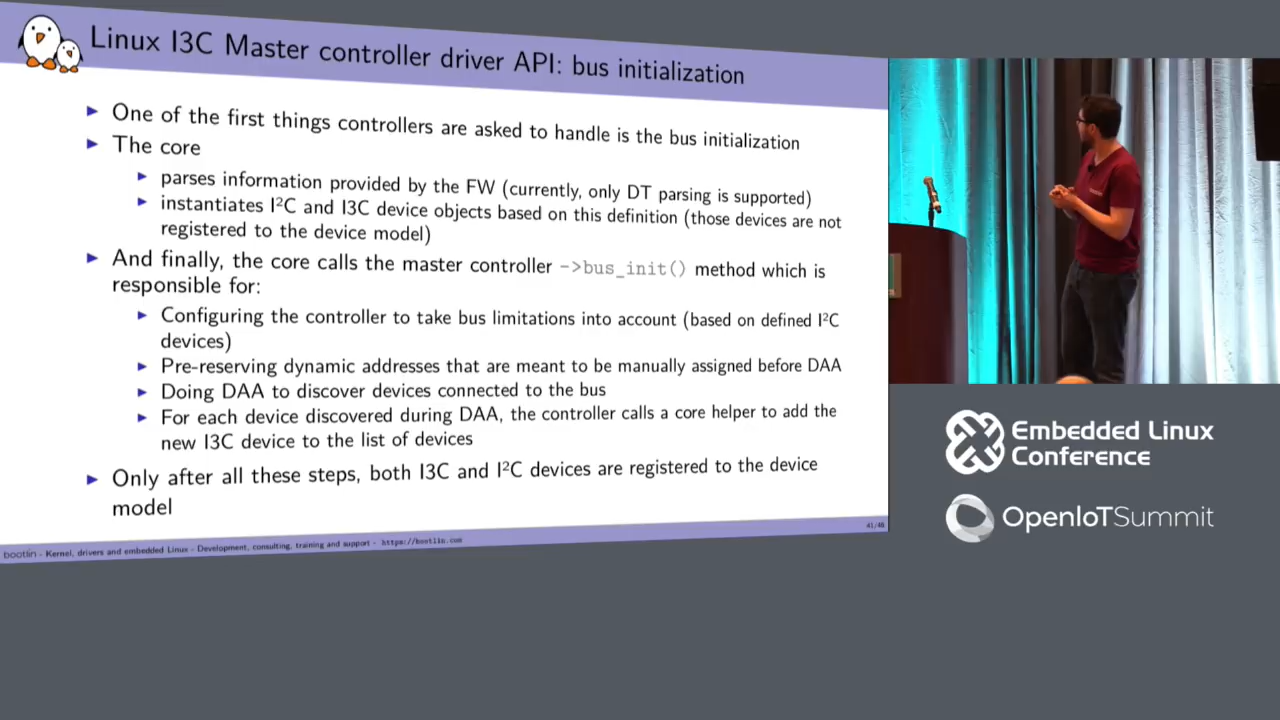 Linux I3C Master controller driver API: bus initialization
One of the first things controllers are asked to handle is the bus initialization
The core
parses information provided by the FW (currently, only DT parsing is supported)
instantiates I²C and I3C device objects based on this definition (those devices are not
registered to the device model)
And finally, the core calls the master controller ->bus_init() method which is
responsible for:
Configuring the controller to take bus limitations into account (based on defined I²C
devices)
Pre-reserving dynamic addresses that are meant to be manually assigned before DAA
Doing DAA to discover devices connected to the bus
For each device discovered during DAA, the controller calls a core helper to add the
new I3C device to the list of devices
Only after all these steps, both I3C and I²C devices are registered to the device
model
bootlin - Kernel, drivers and embedded Linux - Development, consulting, training and support - https://bootlin.com
41/48
Embedded Linux
Conference
OpenIoTSummit